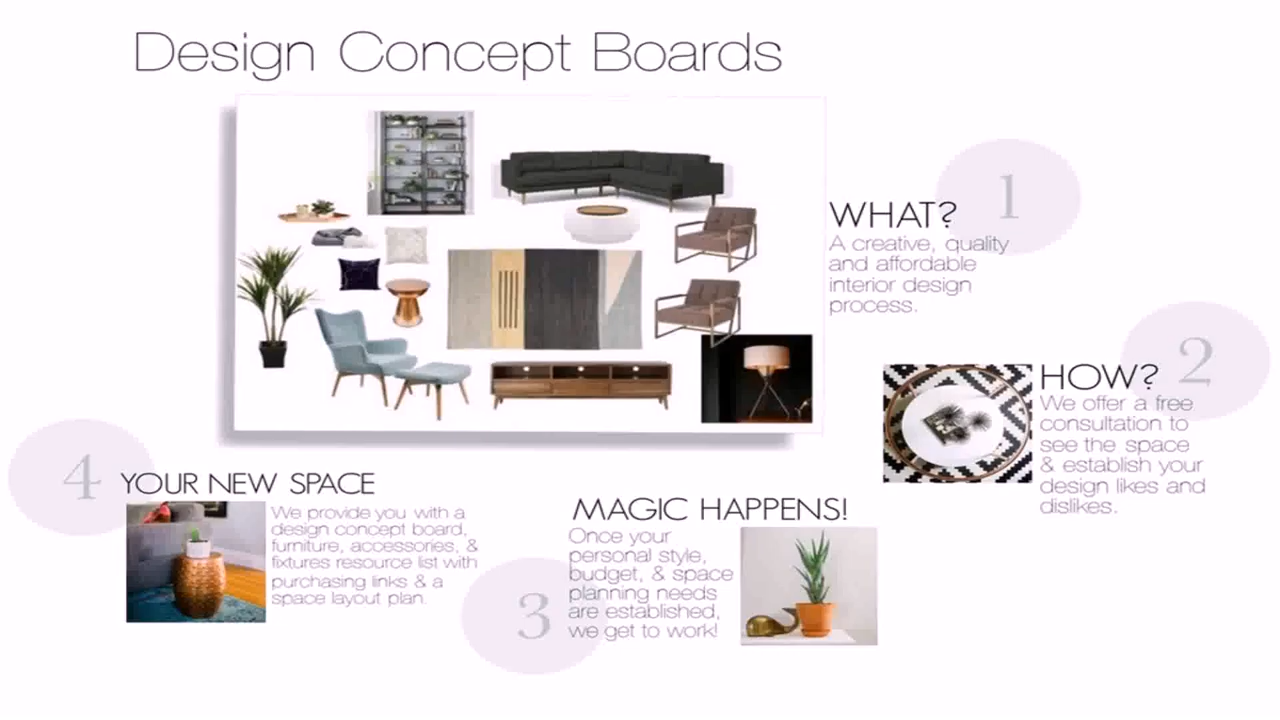 Design Concept Boards
1
WHAT?
A creative, quality
and affordable
interior design
process.
2
HOW?
We offer a free
consultation to
see the space
& establish your
design likes and
dislikes.
3
MAGIC HAPPENS!
Once your
personal style,
budget, & space
planning needs
are established,
we get to work!
4
YOUR NEW SPACE
We provide you with a
design concept board,
furniture, accessories, &
fixtures resource list with
purchasing links & a
space layout plan.